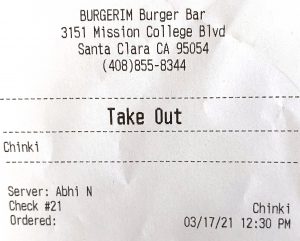 BURGERIM Burger Bar
3151 Mission College Blvd
Santa Clara CA 95054
(408)855-8344
Take Out
Chinki
Server: Abhi N
Check #21 Chinki
Ordered: 03/17/21 12:30 PM